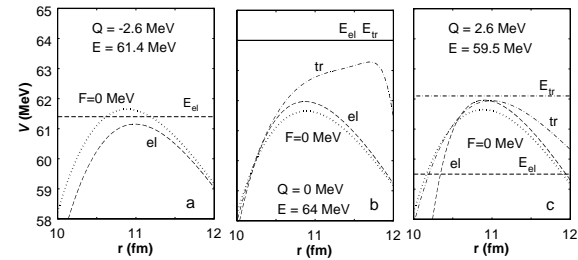 65
64
63
62
61
60
59
58
V (MeV)
Q = -2.6 MeV
E = 61.4 MeV
F=0 MeV
E_el
el
a
10 11 12
r (fm)
E_el E_tr
tr
el
F=0 MeV
Q = 0 MeV
E = 64 MeV
b
10 11 12
r (fm)
Q = 2.6 MeV
E = 59.5 MeV
E_tr
tr
F=0 MeV
el
E_el
c
10 11 12
r (fm)